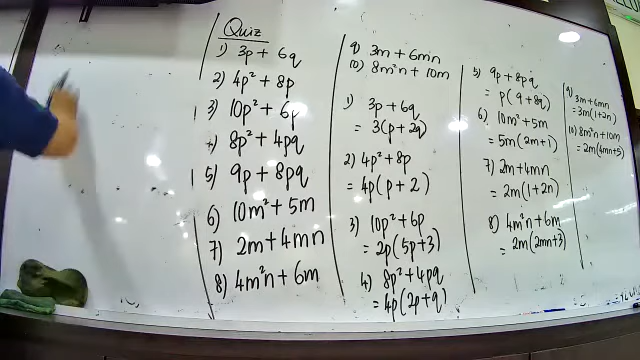 Quiz
1) 3p + 6q
2) 4p² + 8p
3) 10p² + 6p
4) 8p² + 4pq
5) 9p + 8pq
6) 10m² + 5m
7) 2m + 4mn
8) 4m²n + 6m
9) 3m + 6mn
10) 8m²n + 10m
1) 3p + 6q
= 3(p + 2q)
2) 4p² + 8p
= 4p(p + 2)
3) 10p² + 6p
= 2p(5p + 3)
4) 8p² + 4pq
= 4p(2p + q)
5) 9p + 8pq
= p(9 + 8q)
6) 10m² + 5m
= 5m(2m + 1)
7) 2m + 4mn
= 2m(1 + 2n)
8) 4m²n + 6m
= 2m(2mn + 3)
9) 3m + 6mn
= 3m(1 + 2n)
10) 8m²n + 10m
= 2m(4mn + 5)